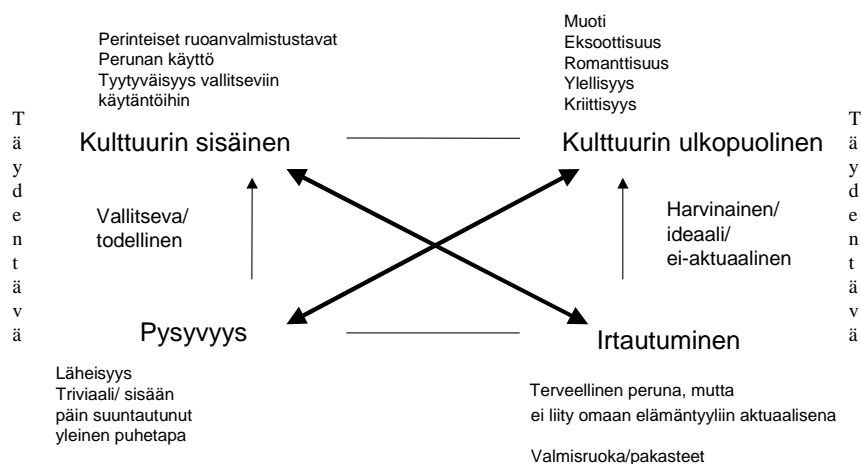 Perinteiset ruoanvalmistustavat
Perunan käyttö
Tyytyväisyys vallitseviin
käytäntöihin
Muoti
Eksoottisuus
Romanttisuus
Ylellisyys
Kriittisyys
Täydentävä
Kulttuurin sisäinen
Kulttuurin ulkopuolinen
Täydentävä
Vallitseva/
todellinen
Harvinainen/
ideaali/
ei-aktuaalinen
Pysyvyys
Irtautuminen
Läheisyys
Triviaali/ sisään
päin suuntautunut
yleinen puhetapa
Terveellinen peruna, mutta
ei liity omaan elämäntyyliin aktuaalisena
Valmisruoka/pakasteet